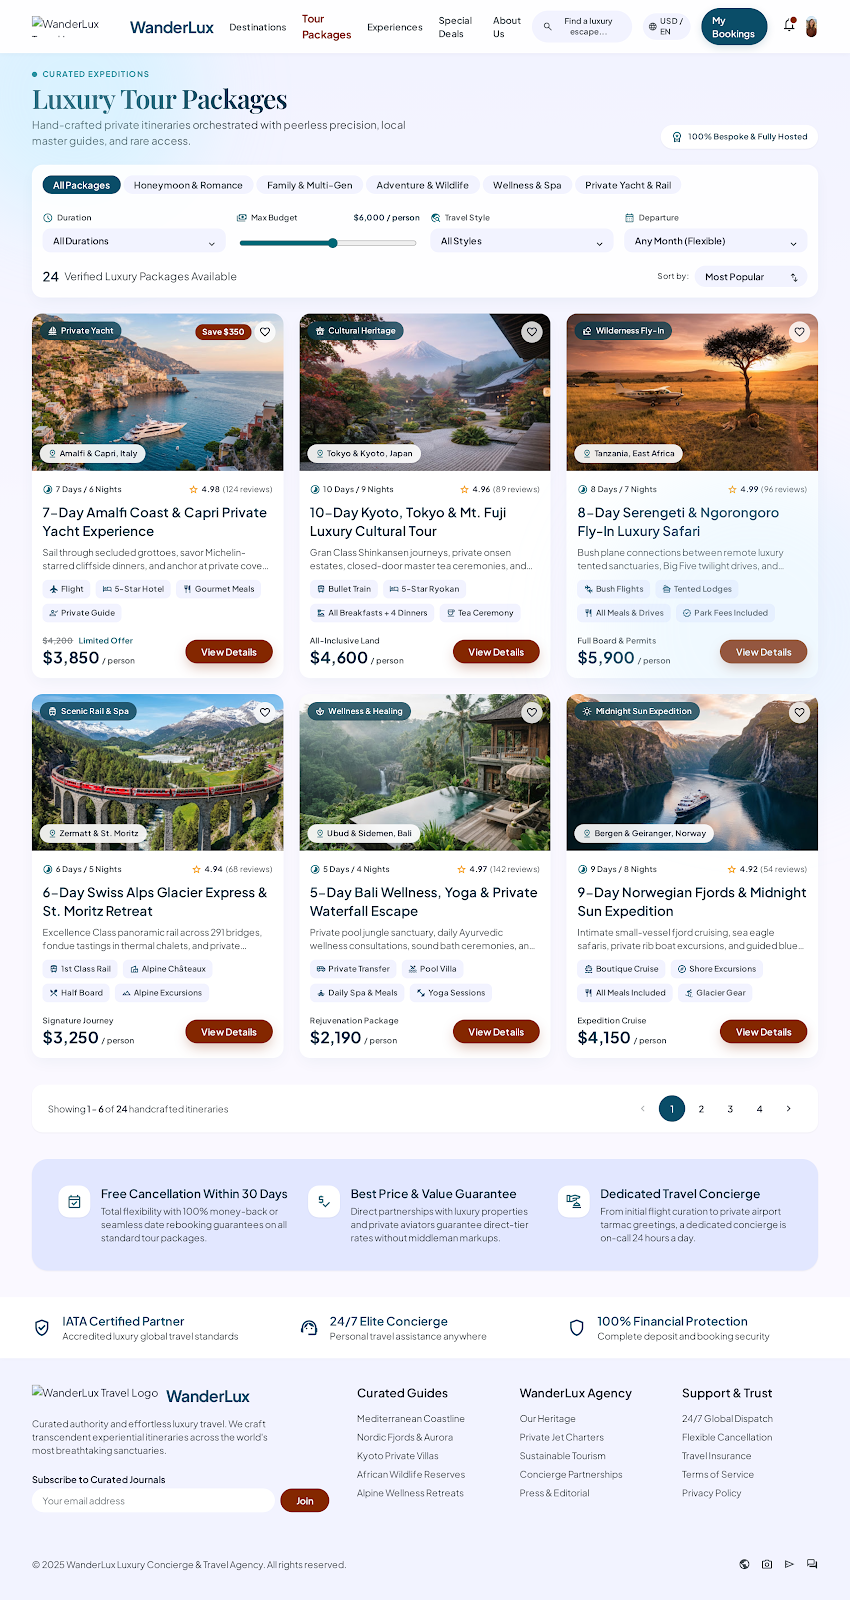 WanderLux
WanderLux
Destinations
Tour
Packages
Experiences
Special
Deals
About
Us
Find a luxury
escape...
USD /
EN
My
Bookings
CURATED EXPEDITIONS
Luxury Tour Packages
Hand-crafted private itineraries orchestrated with peerless precision, local
master guides, and rare access.
100% Bespoke & Fully Hosted
All Packages
Honeymoon & Romance
Family & Multi-Gen
Adventure & Wildlife
Wellness & Spa
Private Yacht & Rail
Duration
Max Budget
$6,000 / person
Travel Style
Departure
All Durations
All Styles
Any Month (Flexible)
24 Verified Luxury Packages Available
Sort by:
Most Popular
Private Yacht
Save $350
Amalfi & Capri, Italy
7 Days / 6 Nights
4.98 (124 reviews)
7-Day Amalfi Coast & Capri Private
Yacht Experience
Sail through secluded grottoes, savor Michelin-
starred cliffside dinners, and anchor at private cove...
Flight
5-Star Hotel
Gourmet Meals
Private Guide
$4,200 Limited Offer
$3,850 / person
View Details
Cultural Heritage
Tokyo & Kyoto, Japan
10 Days / 9 Nights
4.96 (89 reviews)
10-Day Kyoto, Tokyo & Mt. Fuji
Luxury Cultural Tour
Gran Class Shinkansen journeys, private onsen
estates, closed-door master tea ceremonies, and...
Bullet Train
5-Star Ryokan
All Breakfasts + 4 Dinners
Tea Ceremony
All-Inclusive Land
$4,600 / person
View Details
Wilderness Fly-In
Tanzania, East Africa
8 Days / 7 Nights
4.99 (96 reviews)
8-Day Serengeti & Ngorongoro
Fly-In Luxury Safari
Bush plane connections between remote luxury
tented sanctuaries, Big Five twilight drives, and...
Bush Flights
Tented Lodges
All Meals & Drives
Park Fees Included
Full Board & Permits
$5,900 / person
View Details
Scenic Rail & Spa
Zermatt & St. Moritz
6 Days / 5 Nights
4.94 (68 reviews)
6-Day Swiss Alps Glacier Express &
St. Moritz Retreat
Excellence Class panoramic rail across 291 bridges,
fondue tastings in thermal chalets, and private...
1st Class Rail
Alpine Châteaux
Half Board
Alpine Excursions
Signature Journey
$3,250 / person
View Details
Wellness & Healing
Ubud & Sidemen, Bali
5 Days / 4 Nights
4.97 (142 reviews)
5-Day Bali Wellness, Yoga & Private
Waterfall Escape
Private pool jungle sanctuary, daily Ayurvedic
wellness consultations, sound bath ceremonies, an...
Private Transfer
Pool Villa
Daily Spa & Meals
Yoga Sessions
Rejuvenation Package
$2,190 / person
View Details
Midnight Sun Expedition
Bergen & Geiranger, Norway
9 Days / 8 Nights
4.92 (54 reviews)
9-Day Norwegian Fjords & Midnight
Sun Expedition
Intimate small-vessel fjord cruising, sea eagle
safaris, private rib boat excursions, and guided blue...
Boutique Cruise
Shore Excursions
All Meals Included
Glacier Gear
Expedition Cruise
$4,150 / person
View Details
Showing 1 - 6 of 24 handcrafted itineraries
1
2
3
4
Free Cancellation Within 30 Days
Total flexibility with 100% money-back or
seamless date rebooking guarantees on all
standard tour packages.
Best Price & Value Guarantee
Direct partnerships with luxury properties
and private aviators guarantee direct-tier
rates without middleman markups.
Dedicated Travel Concierge
From initial flight curation to private airport
tarmac greetings, a dedicated concierge is
on-call 24 hours a day.
IATA Certified Partner
Accredited luxury global travel standards
24/7 Elite Concierge
Personal travel assistance anywhere
100% Financial Protection
Complete deposit and booking security
WanderLux Travel Logo
WanderLux
Curated authority and effortless luxury travel. We craft
transcendent experiential itineraries across the world's
most breathtaking sanctuaries.
Subscribe to Curated Journals
Your email address
Join
Curated Guides
Mediterranean Coastline
Nordic Fjords & Aurora
Kyoto Private Villas
African Wildlife Reserves
Alpine Wellness Retreats
WanderLux Agency
Our Heritage
Private Jet Charters
Sustainable Tourism
Concierge Partnerships
Press & Editorial
Support & Trust
24/7 Global Dispatch
Flexible Cancellation
Travel Insurance
Terms of Service
Privacy Policy
© 2025 WanderLux Luxury Concierge & Travel Agency. All rights reserved.